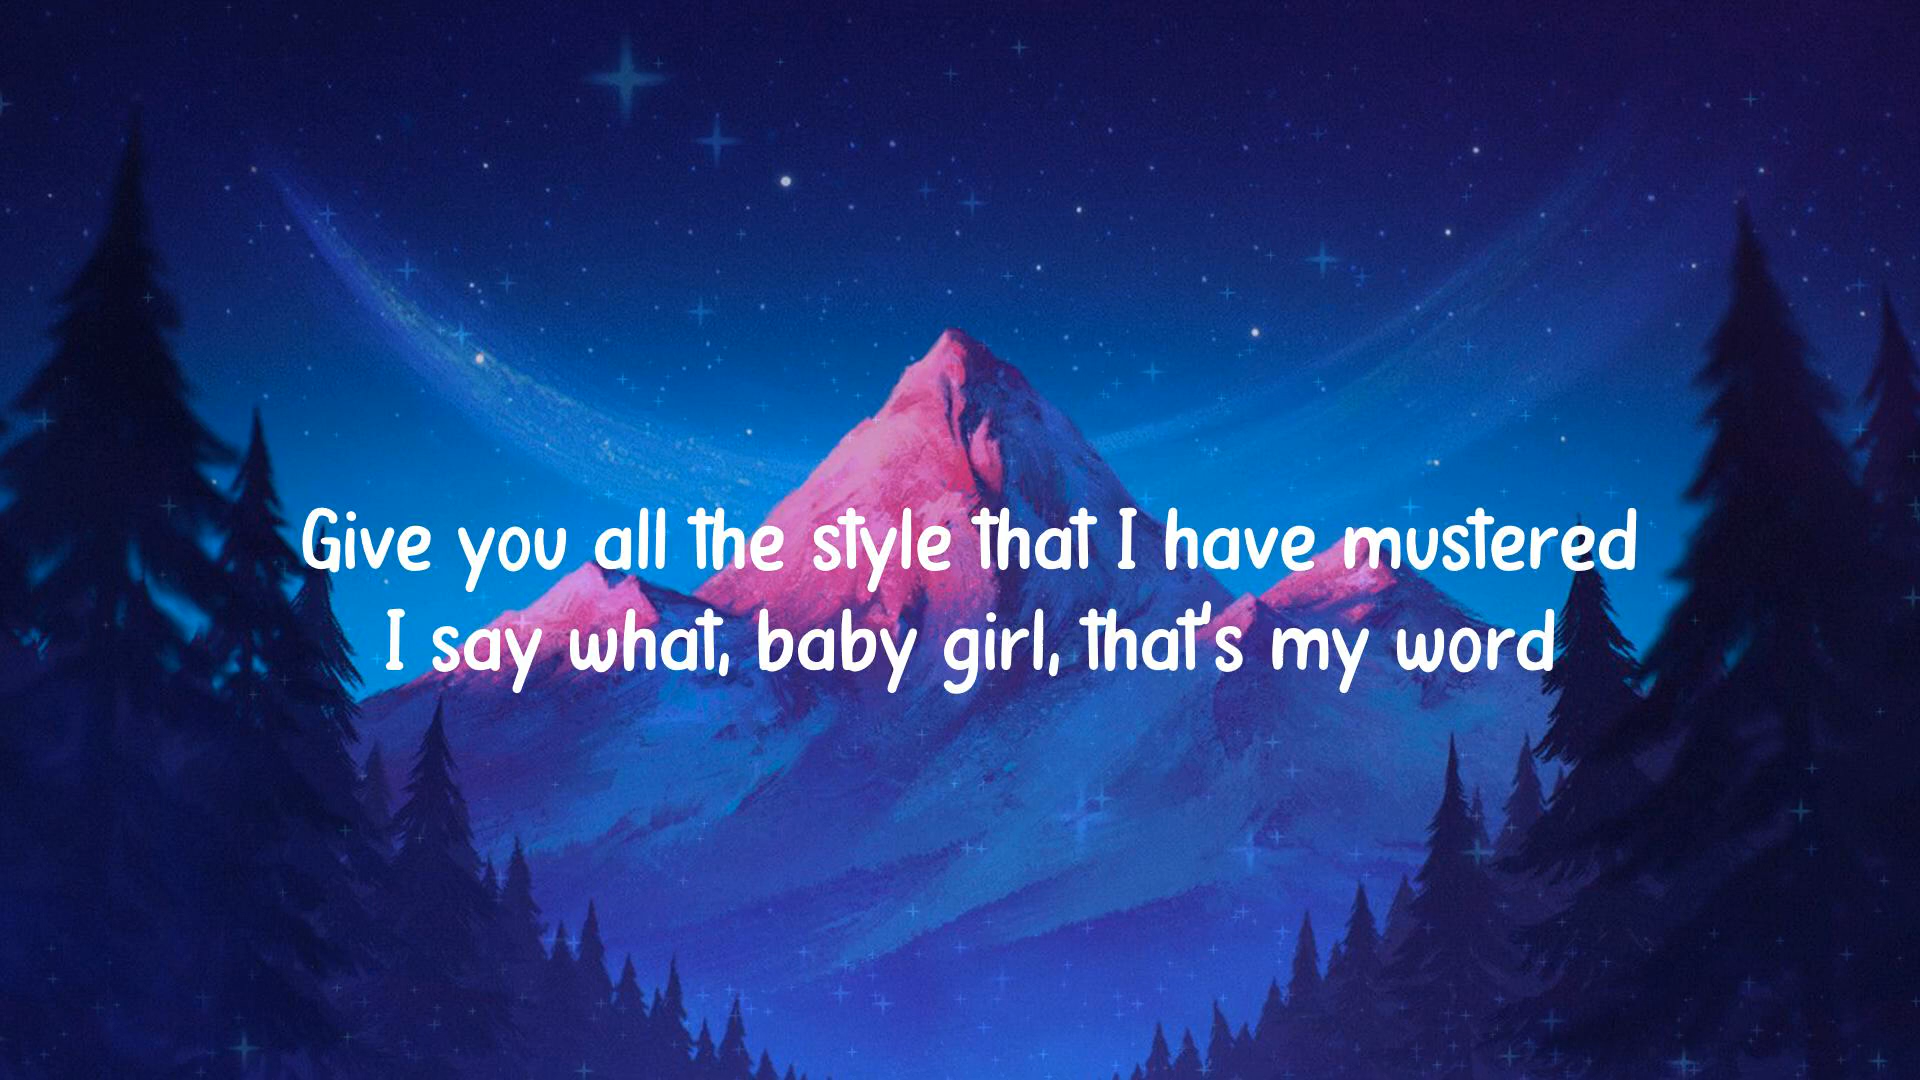 Give you all the style that I have mustered
I say what, baby girl, that's my word